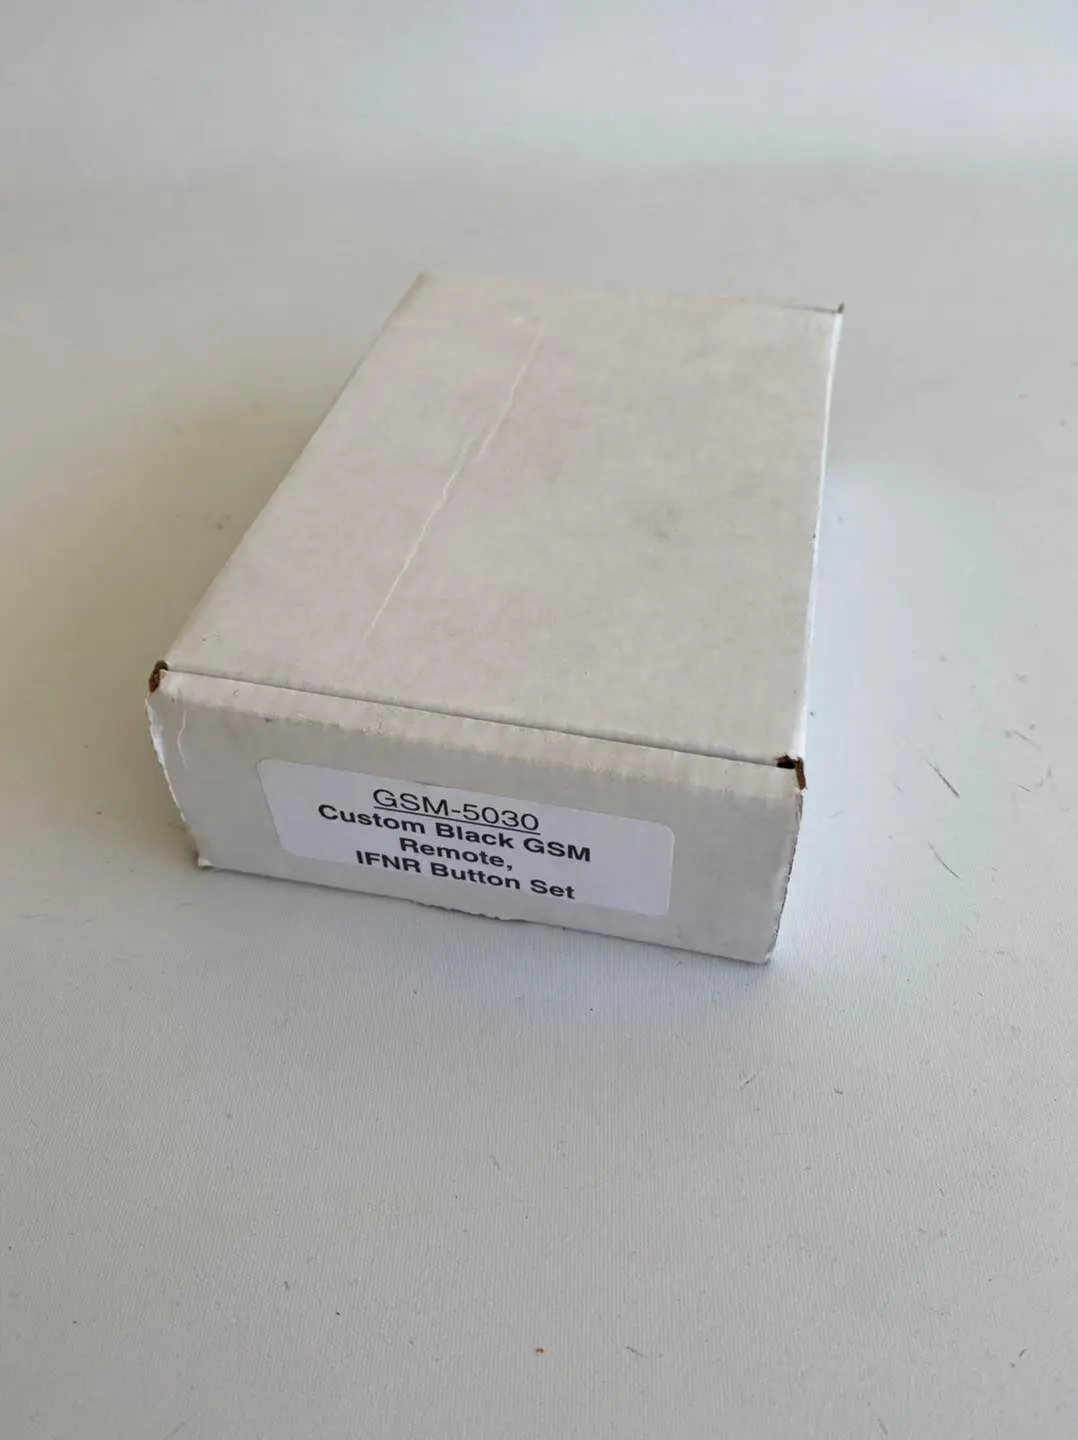 GSM-5030
Custom Black GSM
Remote,
IFNR Button Set